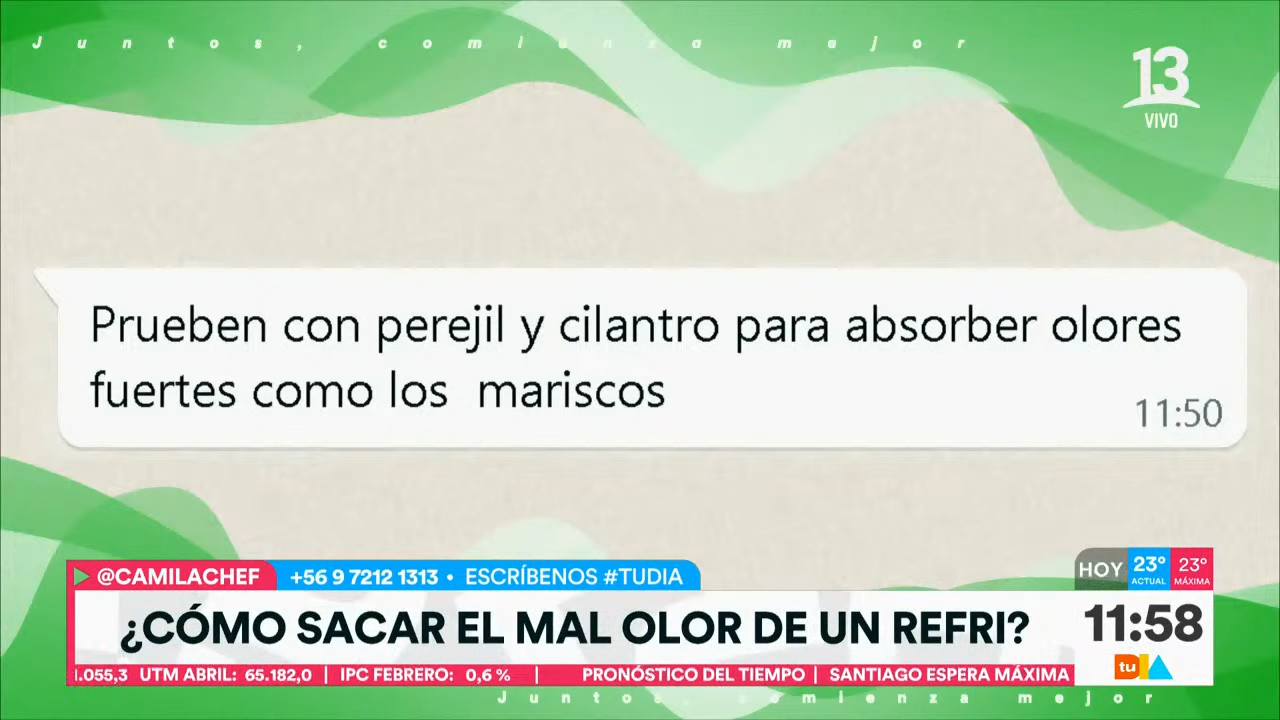 Juntos, comienza mejor
13
VIVO
Prueben con perejil y cilantro para absorber olores
fuertes como los mariscos
11:50
@CAMILACHEF
+56 9 7212 1313 • ESCRÍBENOS #TUDIA
HOY 23° 23°
ACTUAL MÁXIMA
¿CÓMO SACAR EL MAL OLOR DE UN REFRI?
11:58
tu DIA
1.055,3 UTM ABRIL: 65.182,0 | IPC FEBRERO: 0,6 % | PRONÓSTICO DEL TIEMPO | SANTIAGO ESPERA MÁXIMA
Juntos, comienza mejor